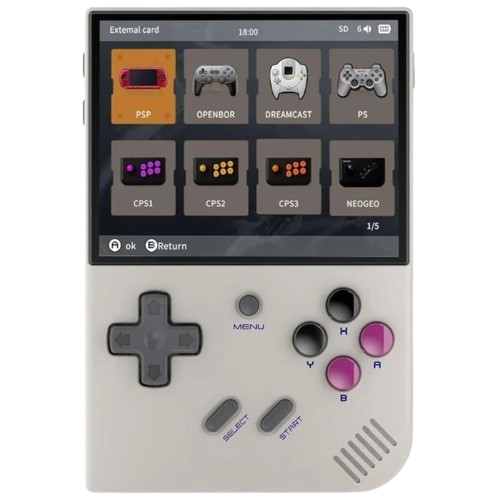 External card 18:00 SD 6
PSP OPENBOR DREAMCAST PS
CPS1 CPS2 CPS3 NEOGEO
1/5
A ok B Return
MENU
X
Y A
B
SELECT START